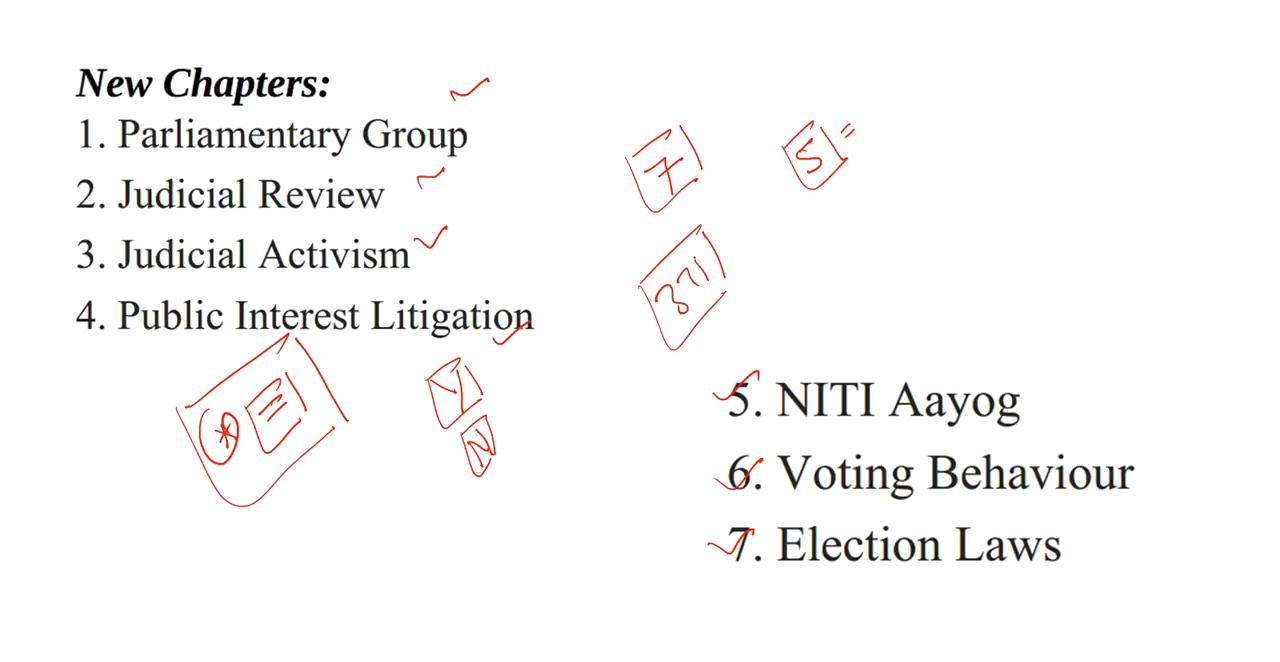 New Chapters:
1. Parliamentary Group
2. Judicial Review
3. Judicial Activism
4. Public Interest Litigation
7
Y
N
5. NITI Aayog
6. Voting Behaviour
7. Election Laws